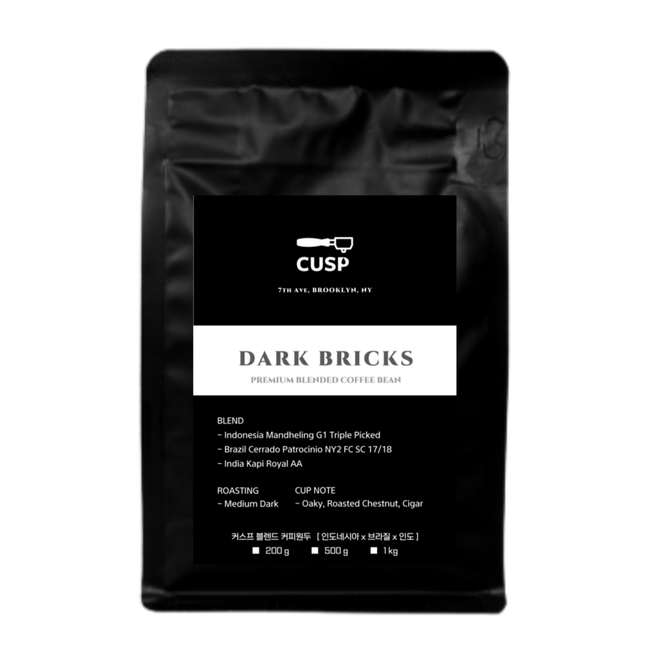 CUSP
7TH AVE, BROOKLYN, NY
DARK BRICKS
PREMIUM BLENDED COFFEE BEAN
BLEND
– Indonesia Mandheling G1 Triple Picked
– Brazil Cerrado Patrocinio NY2 FC SC 17/18
– India Kapi Royal AA
ROASTING CUP NOTE
– Medium Dark – Oaky, Roasted Chestnut, Cigar
커스프 블렌드 커피원두 [ 인도네시아 x 브라질 x 인도 ]
■ 200 g ■ 500 g ■ 1 kg